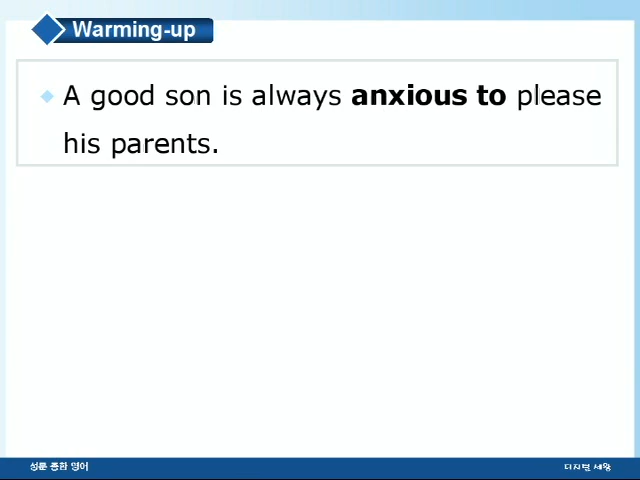 Warming-up
A good son is always anxious to please
his parents.
성문 종합 영어
디지털 세왕